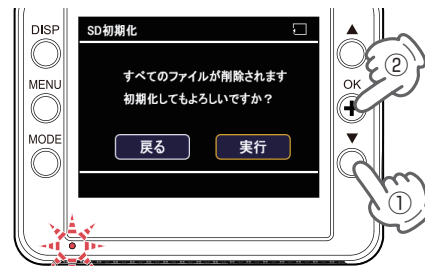 DISP
SD初期化
▲
②
MENU
すべてのファイルが削除されます
初期化してもよろしいですか？
OK
MODE
戻る
実行
▼
①